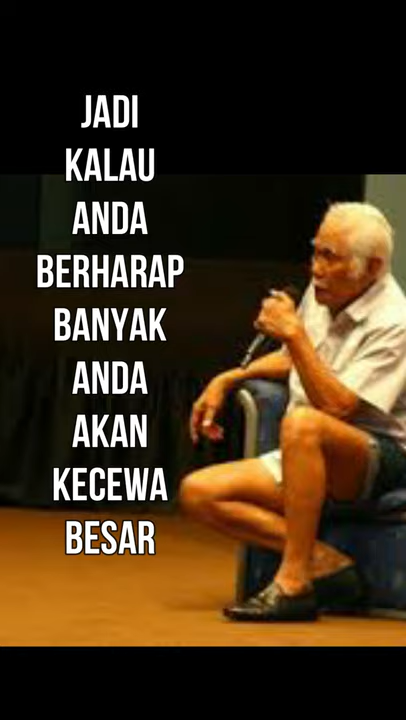 JADI
KALAU
ANDA
BERHARAP
BANYAK
ANDA
AKAN
KECEWA
BESAR